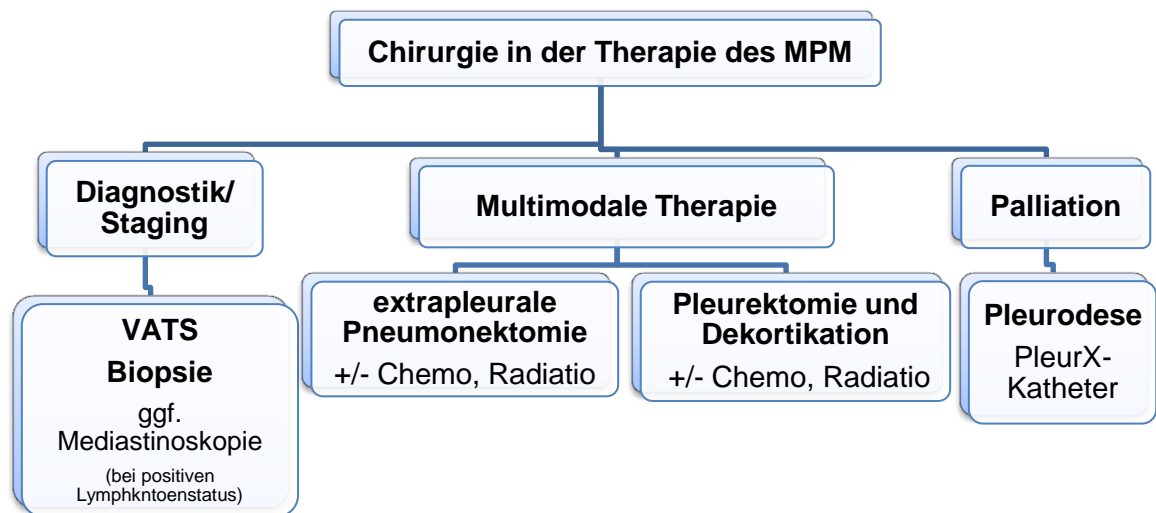 Chirurgie in der Therapie des MPM
Diagnostik/
Staging
Multimodale Therapie
Palliation
VATS
Biopsie
ggf.
Mediastinoskopie
(bei positiven
Lymphkntoenstatus)
extrapleurale
Pneumonektomie
+/- Chemo, Radiatio
Pleurektomie und
Dekortikation
+/- Chemo, Radiatio
Pleurodese
PleurX-
Katheter